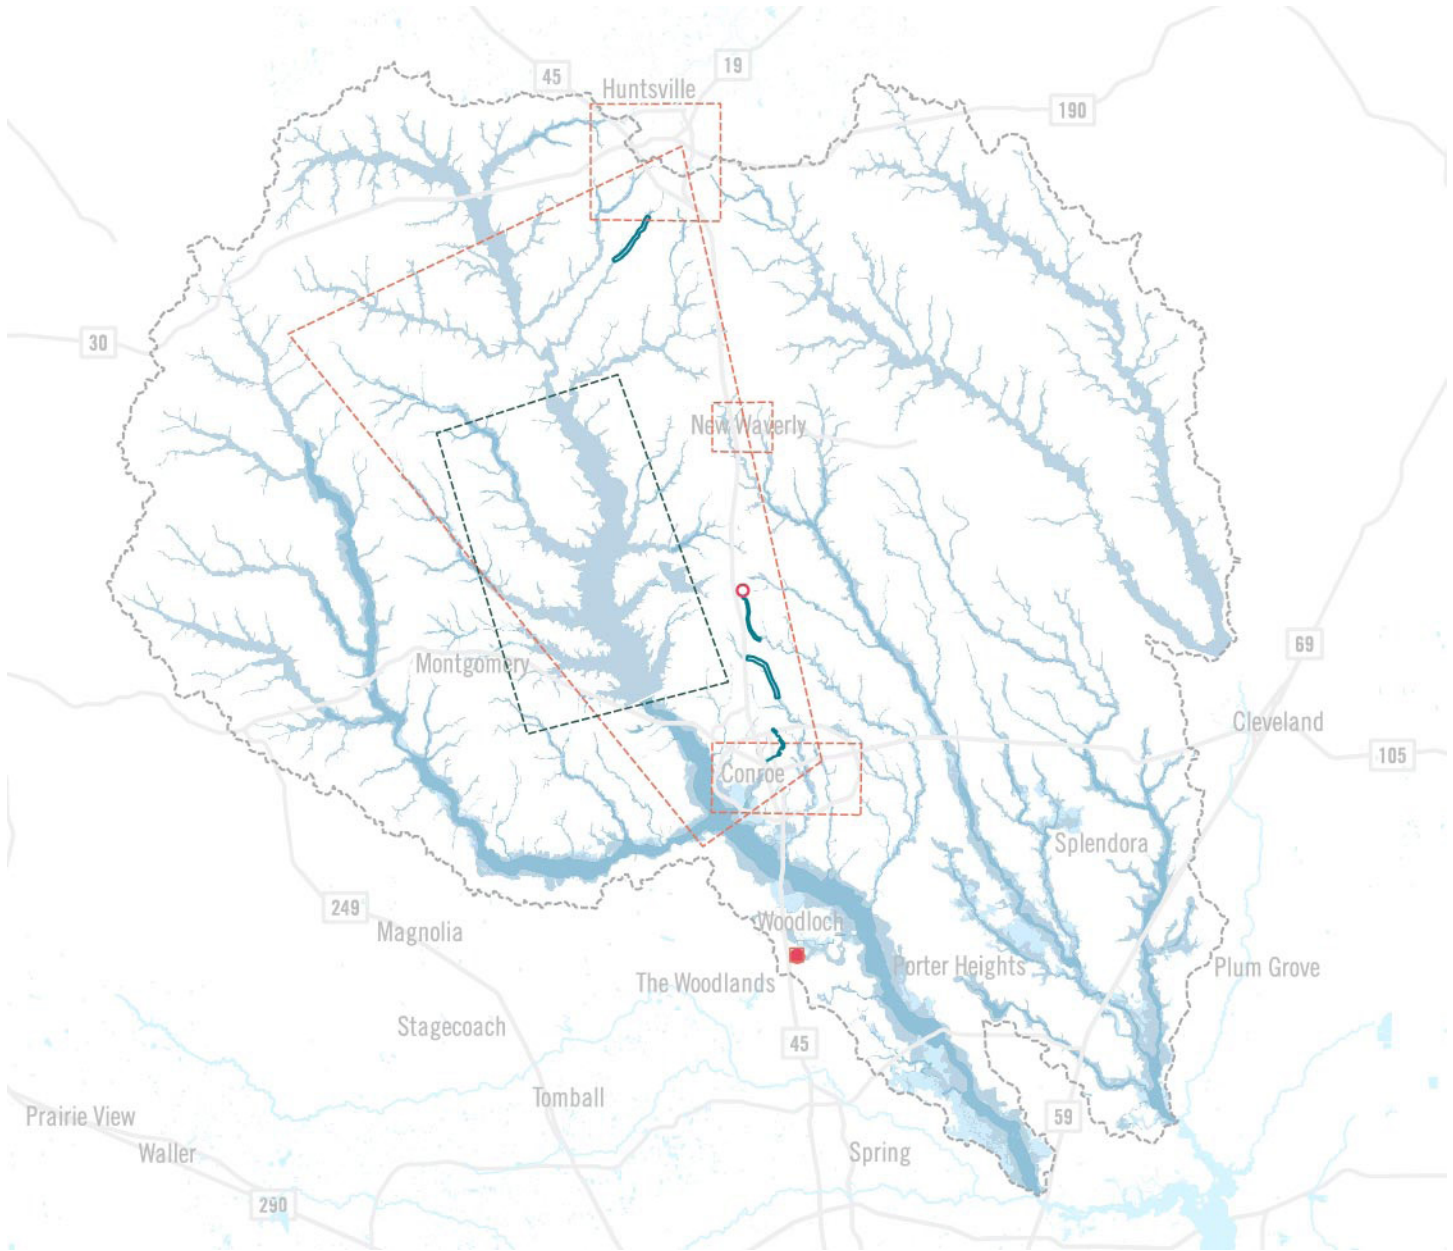 19
45
Huntsville
190
30
New Waverly
69
Montgomery
Cleveland
105
Conroe
Splendora
249
Woodloch
Magnolia
Porter Heights
Plum Grove
The Woodlands
Stagecoach
45
Tomball
Prairie View
59
Waller
Spring
290